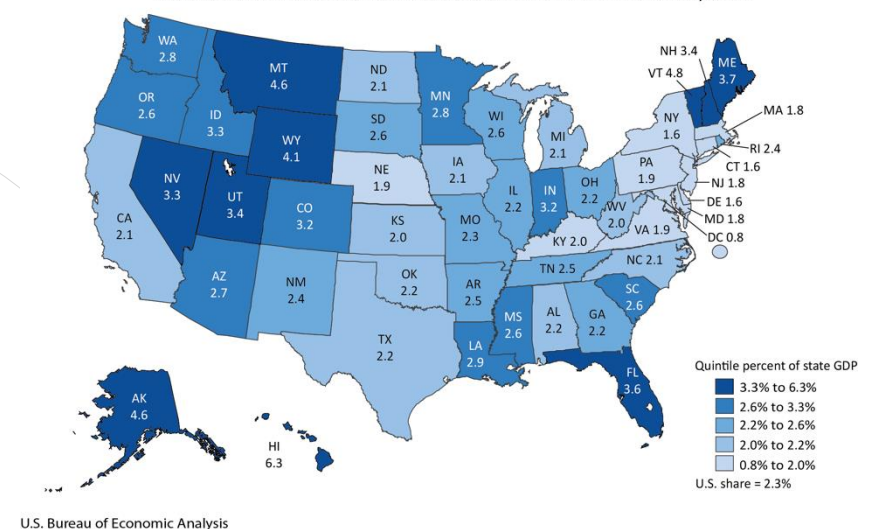 WA
2.8
OR
2.6
ID
3.3
MT
4.6
WY
4.1
NV
3.3
UT
3.4
CA
2.1
AZ
2.7
CO
3.2
NM
2.4
ND
2.1
SD
2.6
NE
1.9
KS
2.0
OK
2.2
TX
2.2
MN
2.8
IA
2.1
MO
2.3
AR
2.5
LA
2.9
WI
2.6
IL
2.2
MI
2.1
IN
3.2
OH
2.2
KY 2.0
TN 2.5
MS
2.6
AL
2.2
GA
2.2
FL
3.6
SC
2.6
NC 2.1
VA 1.9
WV
2.0
PA
1.9
NY
1.6
VT 4.8
NH 3.4
ME
3.7
MA 1.8
RI 2.4
CT 1.6
NJ 1.8
DE 1.6
MD 1.8
DC 0.8
AK
4.6
HI
6.3
Quintile percent of state GDP
3.3% to 6.3%
2.6% to 3.3%
2.2% to 2.6%
2.0% to 2.2%
0.8% to 2.0%
U.S. share = 2.3%
U.S. Bureau of Economic Analysis